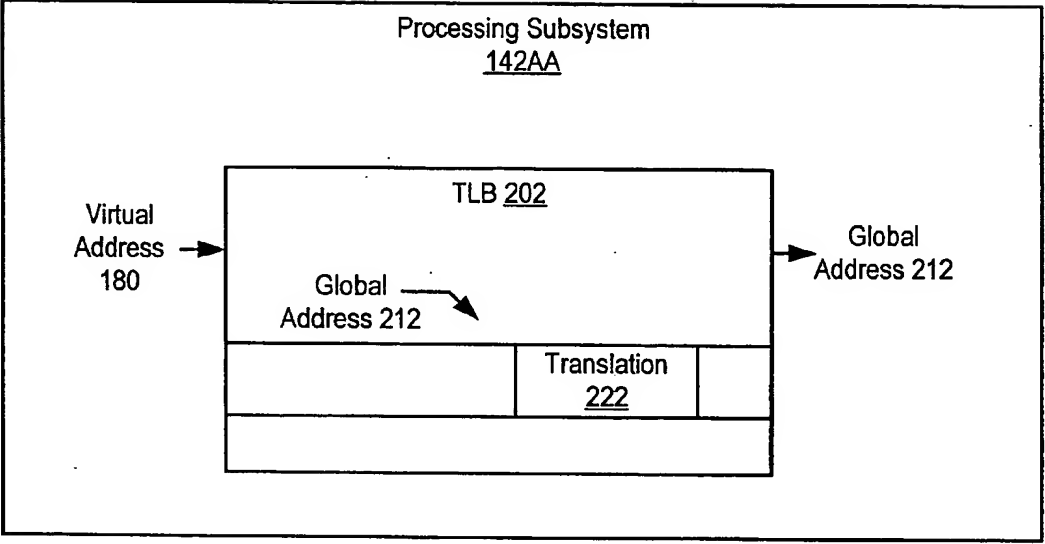 Processing Subsystem
142AA
TLB 202
Virtual
Address
180
Global
Address 212
Global
Address 212
Translation
222